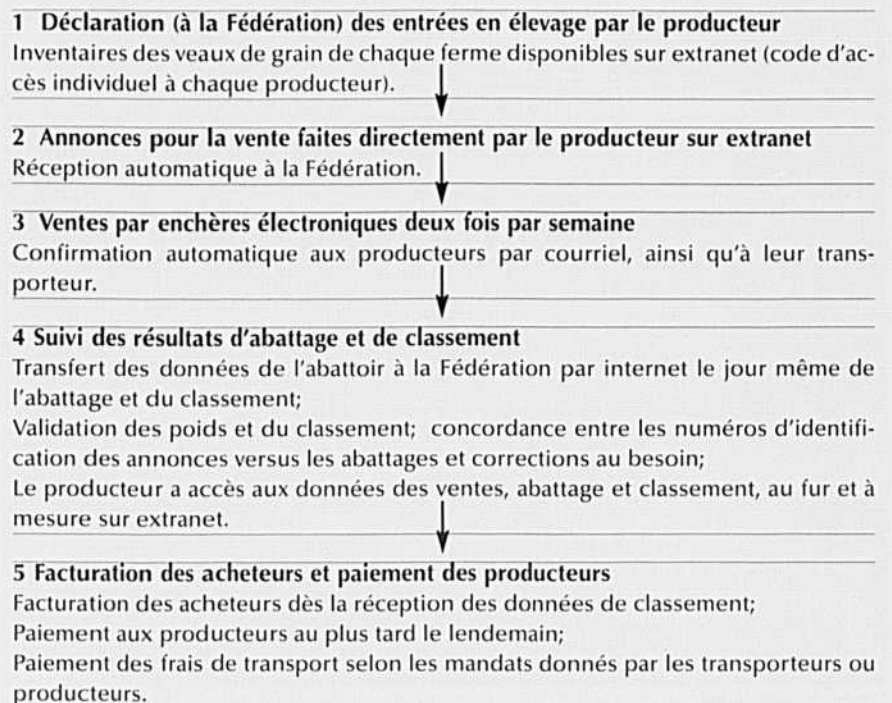 1 Déclaration (à la Fédération) des entrées en élevage par le producteur
Inventaires des veaux de grain de chaque ferme disponibles sur extranet (code d'ac-
cès individuel à chaque producteur).
2 Annonces pour la vente faites directement par le producteur sur extranet
Réception automatique à la Fédération.
3 Ventes par enchères électroniques deux fois par semaine
Confirmation automatique aux producteurs par courriel, ainsi qu'à leur trans-
porteur.
4 Suivi des résultats d'abattage et de classement
Transfert des données de l'abattoir à la Fédération par internet le jour même de
l'abattage et du classement;
Validation des poids et du classement; concordance entre les numéros d'identifi-
cation des annonces versus les abattages et corrections au besoin;
Le producteur a accès aux données des ventes, abattage et classement, au fur et à
mesure sur extranet.
5 Facturation des acheteurs et paiement des producteurs
Facturation des acheteurs dès la réception des données de classement;
Paiement aux producteurs au plus tard le lendemain;
Paiement des frais de transport selon les mandats donnés par les transporteurs ou
producteurs.